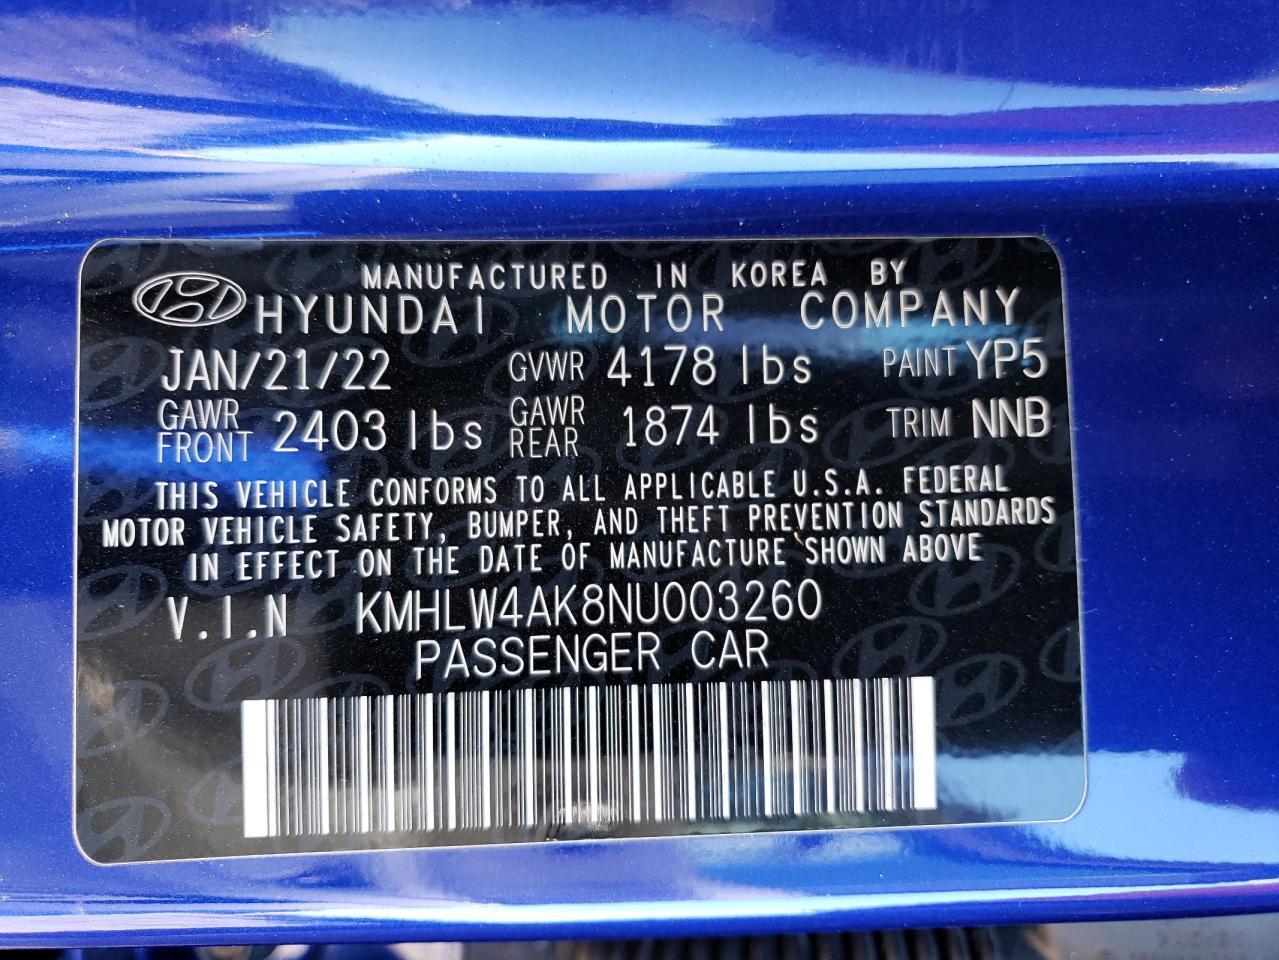 MANUFACTURED IN KOREA BY
HYUNDAI MOTOR COMPANY
JAN/21/22 GVWR 4178 lbs PAINT YP5
GAWR FRONT 2403 lbs GAWR REAR 1874 lbs TRIM NNB
THIS VEHICLE CONFORMS TO ALL APPLICABLE U.S.A. FEDERAL
MOTOR VEHICLE SAFETY, BUMPER, AND THEFT PREVENTION STANDARDS
IN EFFECT ON THE DATE OF MANUFACTURE SHOWN ABOVE
V.I.N KMHLW4AK8NU003260
PASSENGER CAR